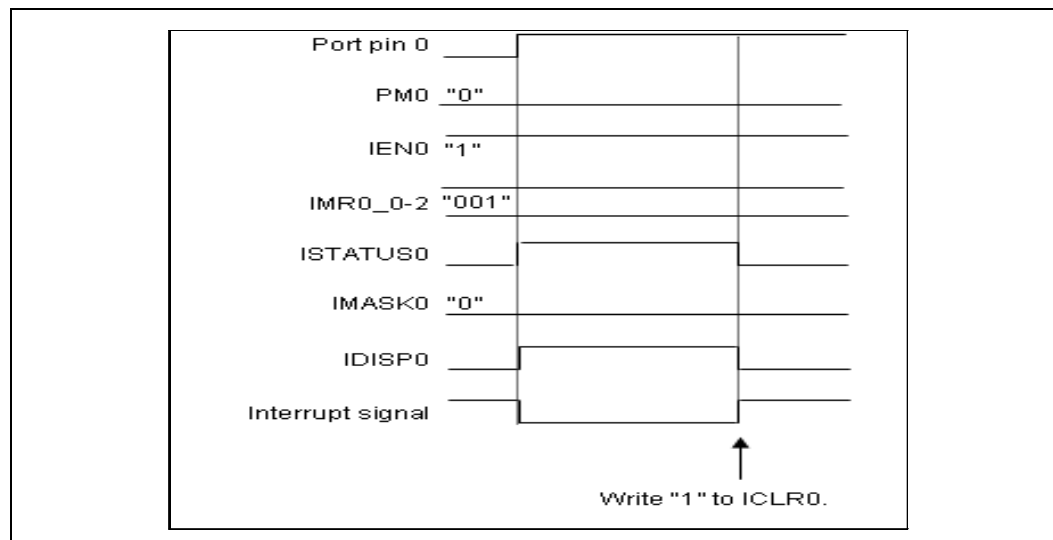 Port pin 0
PM0 "0"
IEN0 "1"
IMR0_0-2 "001"
ISTATUS0
IMASK0 "0"
IDISP0
Interrupt signal
Write "1" to ICLR0.